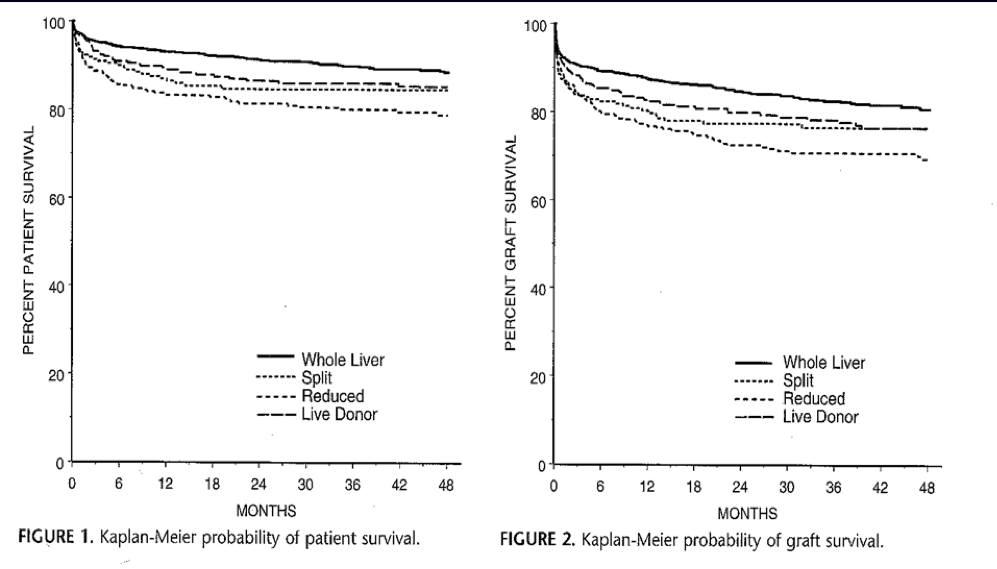 100
80
60
40
20
0
PERCENT PATIENT SURVIVAL
Whole Liver
Split
Reduced
Live Donor
0 6 12 18 24 30 36 42 48
MONTHS
FIGURE 1. Kaplan-Meier probability of patient survival.
100
80
60
40
20
0
PERCENT GRAFT SURVIVAL
Whole Liver
Split
Reduced
Live Donor
0 6 12 18 24 30 36 42 48
MONTHS
FIGURE 2. Kaplan-Meier probability of graft survival.